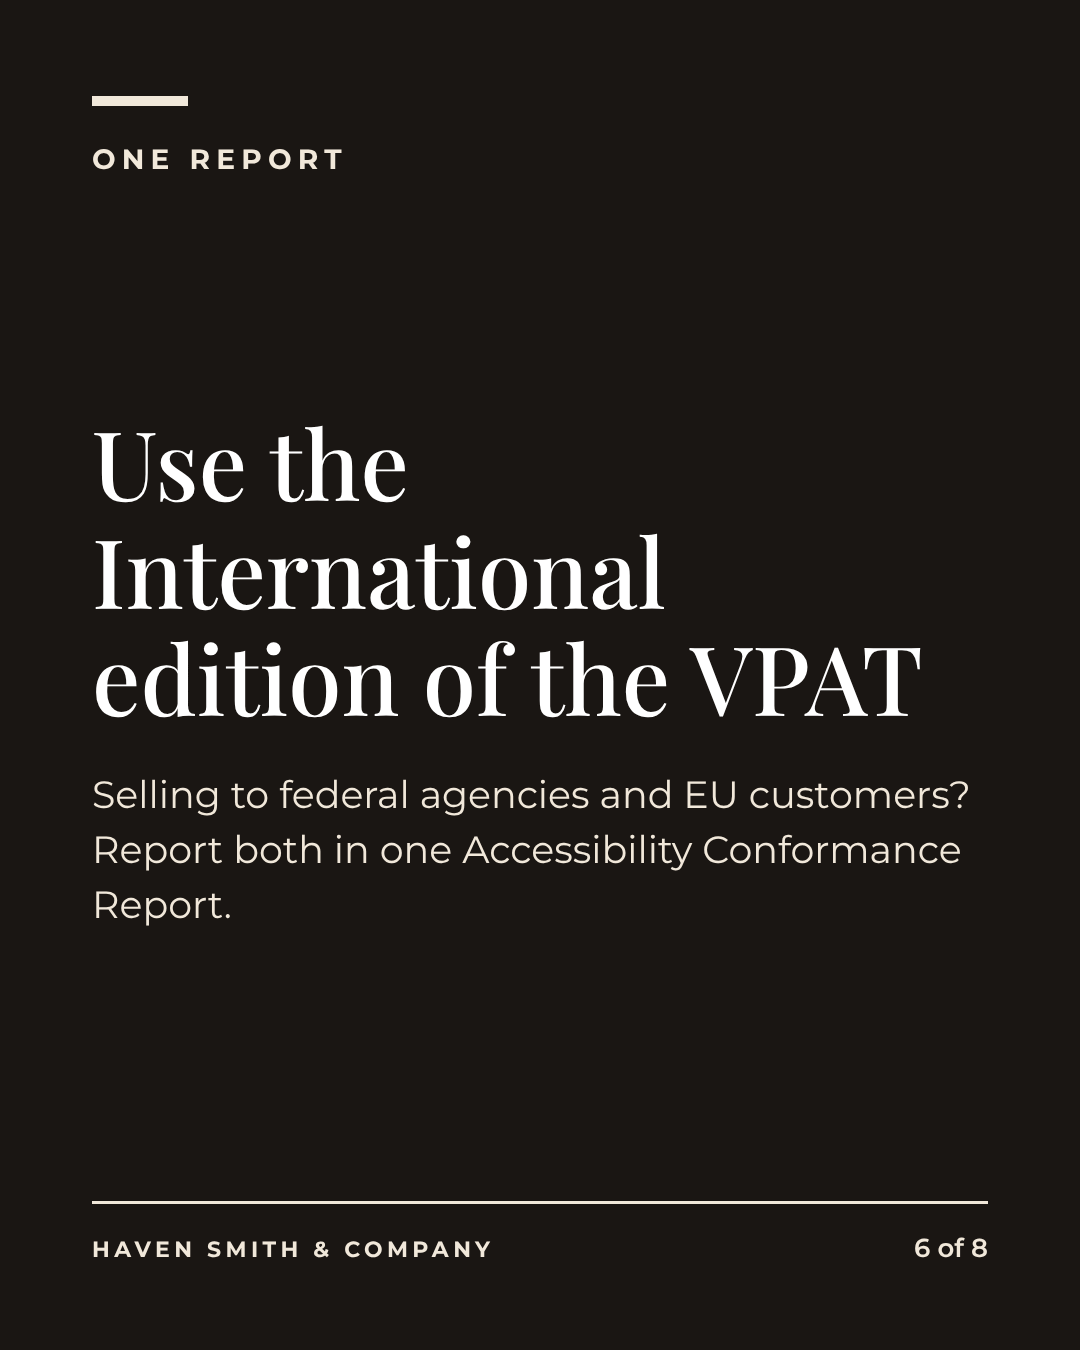 ONE REPORT
Use the
International
edition of the VPAT
Selling to federal agencies and EU customers?
Report both in one Accessibility Conformance
Report.
HAVEN SMITH & COMPANY
6 of 8